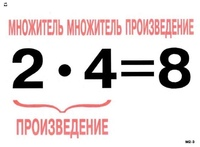 МНОЖИТЕЛЬ МНОЖИТЕЛЬ ПРОИЗВЕДЕНИЕ
2 · 4=8
ПРОИЗВЕДЕНИЕ